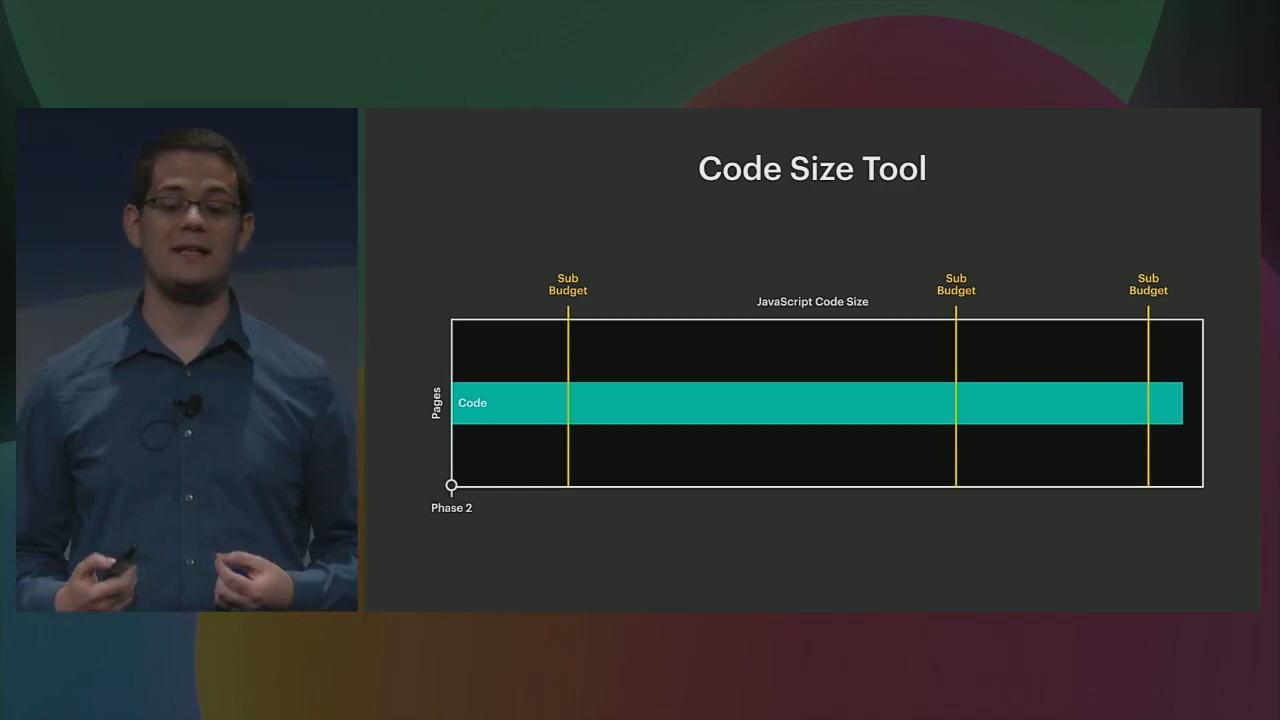 Code Size Tool
Sub
Budget
Sub
Budget
Sub
Budget
JavaScript Code Size
Pages
Code
Phase 2